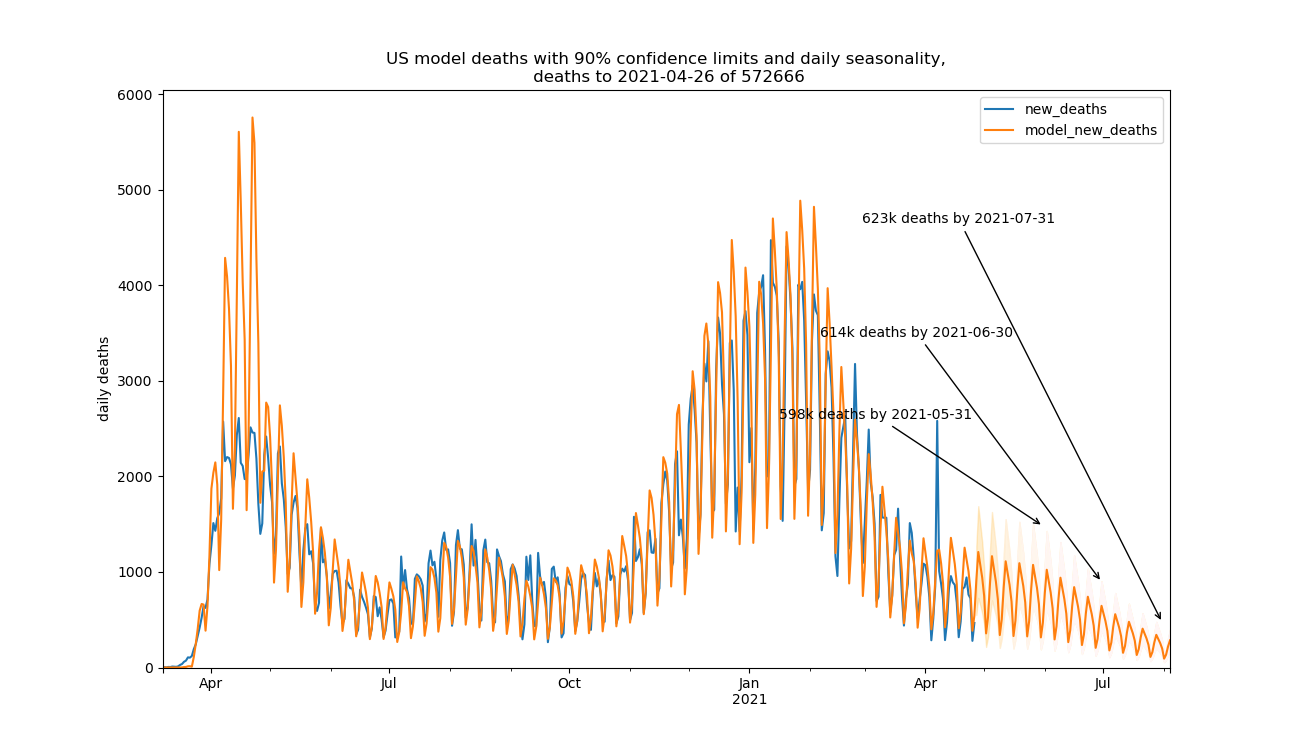 US model deaths with 90% confidence limits and daily seasonality,
deaths to 2021-04-26 of 572666
new_deaths
model_new_deaths
623k deaths by 2021-07-31
614k deaths by 2021-06-30
598k deaths by 2021-05-31
daily deaths
6000
5000
4000
3000
2000
1000
0
Apr
Jul
Oct
Jan
2021
Apr
Jul